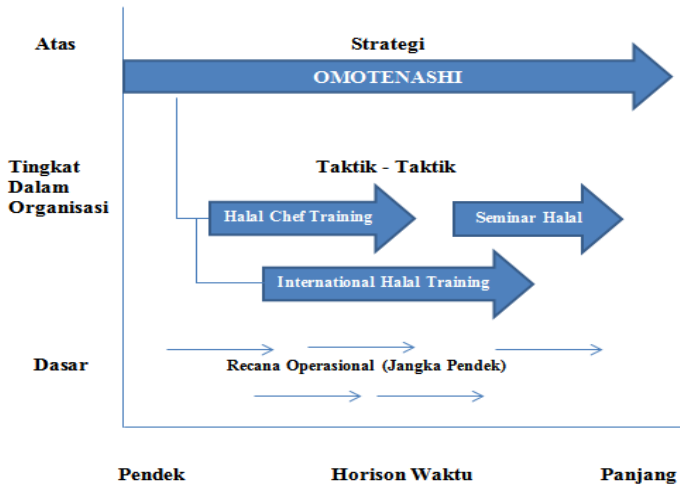 Atas
Strategi
OMOTENASHI
Tingkat
Dalam
Organisasi
Taktik - Taktik
Halal Chef Training
Seminar Halal
International Halal Training
Dasar
Recana Operasional (Jangka Pendek)
Pendek
Horison Waktu
Panjang